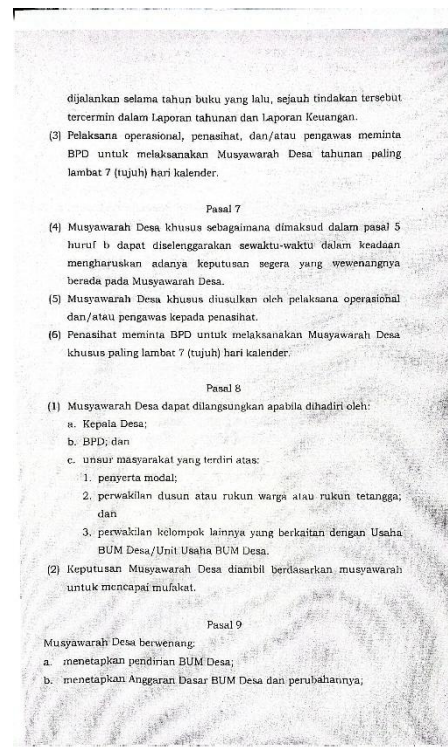 dijalankan selama tahun buku yang lalu, sejauh tindakan tersebut
tercermin dalam Laporan tahunan dan Laporan Keuangan.
(3) Pelaksana operasional, penasihat, dan/atau pengawas meminta
BPD untuk melaksanakan Musyawarah Desa tahunan paling
lambat 7 (tujuh) hari kalender.
Pasal 7
(4) Musyawarah Desa khusus sebagaimana dimaksud dalam pasal 5
huruf b dapat diselenggarakan sewaktu-waktu dalam keadaan
mengharuskan adanya keputusan segera yang wewenangnya
berada pada Musyawarah Desa.
(5) Musyawarah Desa khusus diusulkan oleh pelaksana operasional
dan/atau pengawas kepada penasihat.
(6) Penasihat meminta BPD untuk melaksanakan Musyawarah Desa
khusus paling lambat 7 (tujuh) hari kalender.
Pasal 8
(1) Musyawarah Desa dapat dilangsungkan apabila dihadiri oleh:
a. Kepala Desa;
b. BPD; dan
c. unsur masyarakat yang terdiri atas:
1. penyerta modal;
2. perwakilan dusun atau rukun warga atau rukun tetangga;
dan
3. perwakilan kelompok lainnya yang berkaitan dengan Usaha
BUM Desa/Unit Usaha BUM Desa.
(2) Keputusan Musyawarah Desa diambil berdasarkan musyawarah
untuk mencapai mufakat.
Pasal 9
Musyawarah Desa berwenang:
a. menetapkan pendirian BUM Desa;
b. menetapkan Anggaran Dasar BUM Desa dan perubahannya;